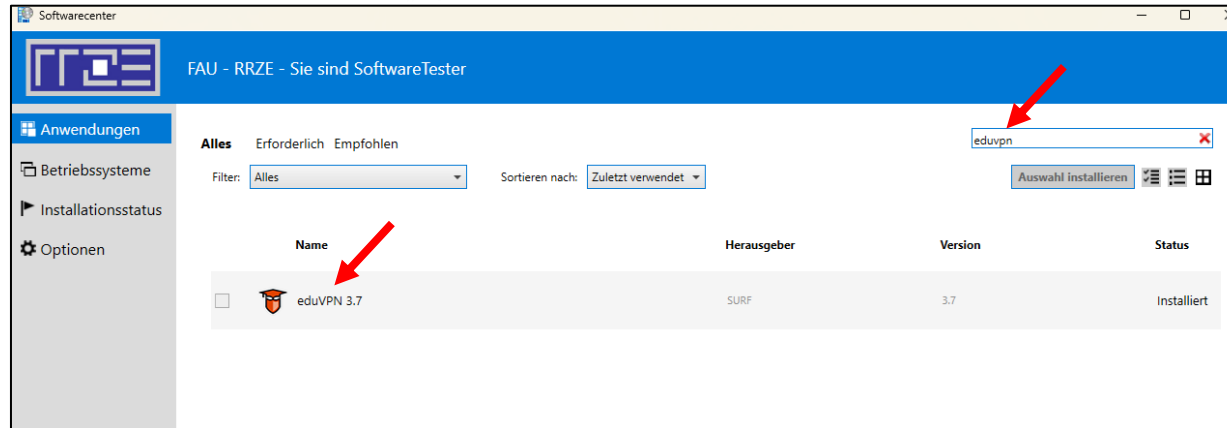 Softwarecenter
RRZE
FAU - RRZE - Sie sind SoftwareTester
Anwendungen
Betriebssysteme
Installationsstatus
Optionen
Alles Erforderlich Empfohlen
eduvpn
Filter: Alles Sortieren nach: Zuletzt verwendet Auswahl installieren
Name Herausgeber Version Status
eduVPN 3.7 SURF 3.7 Installiert